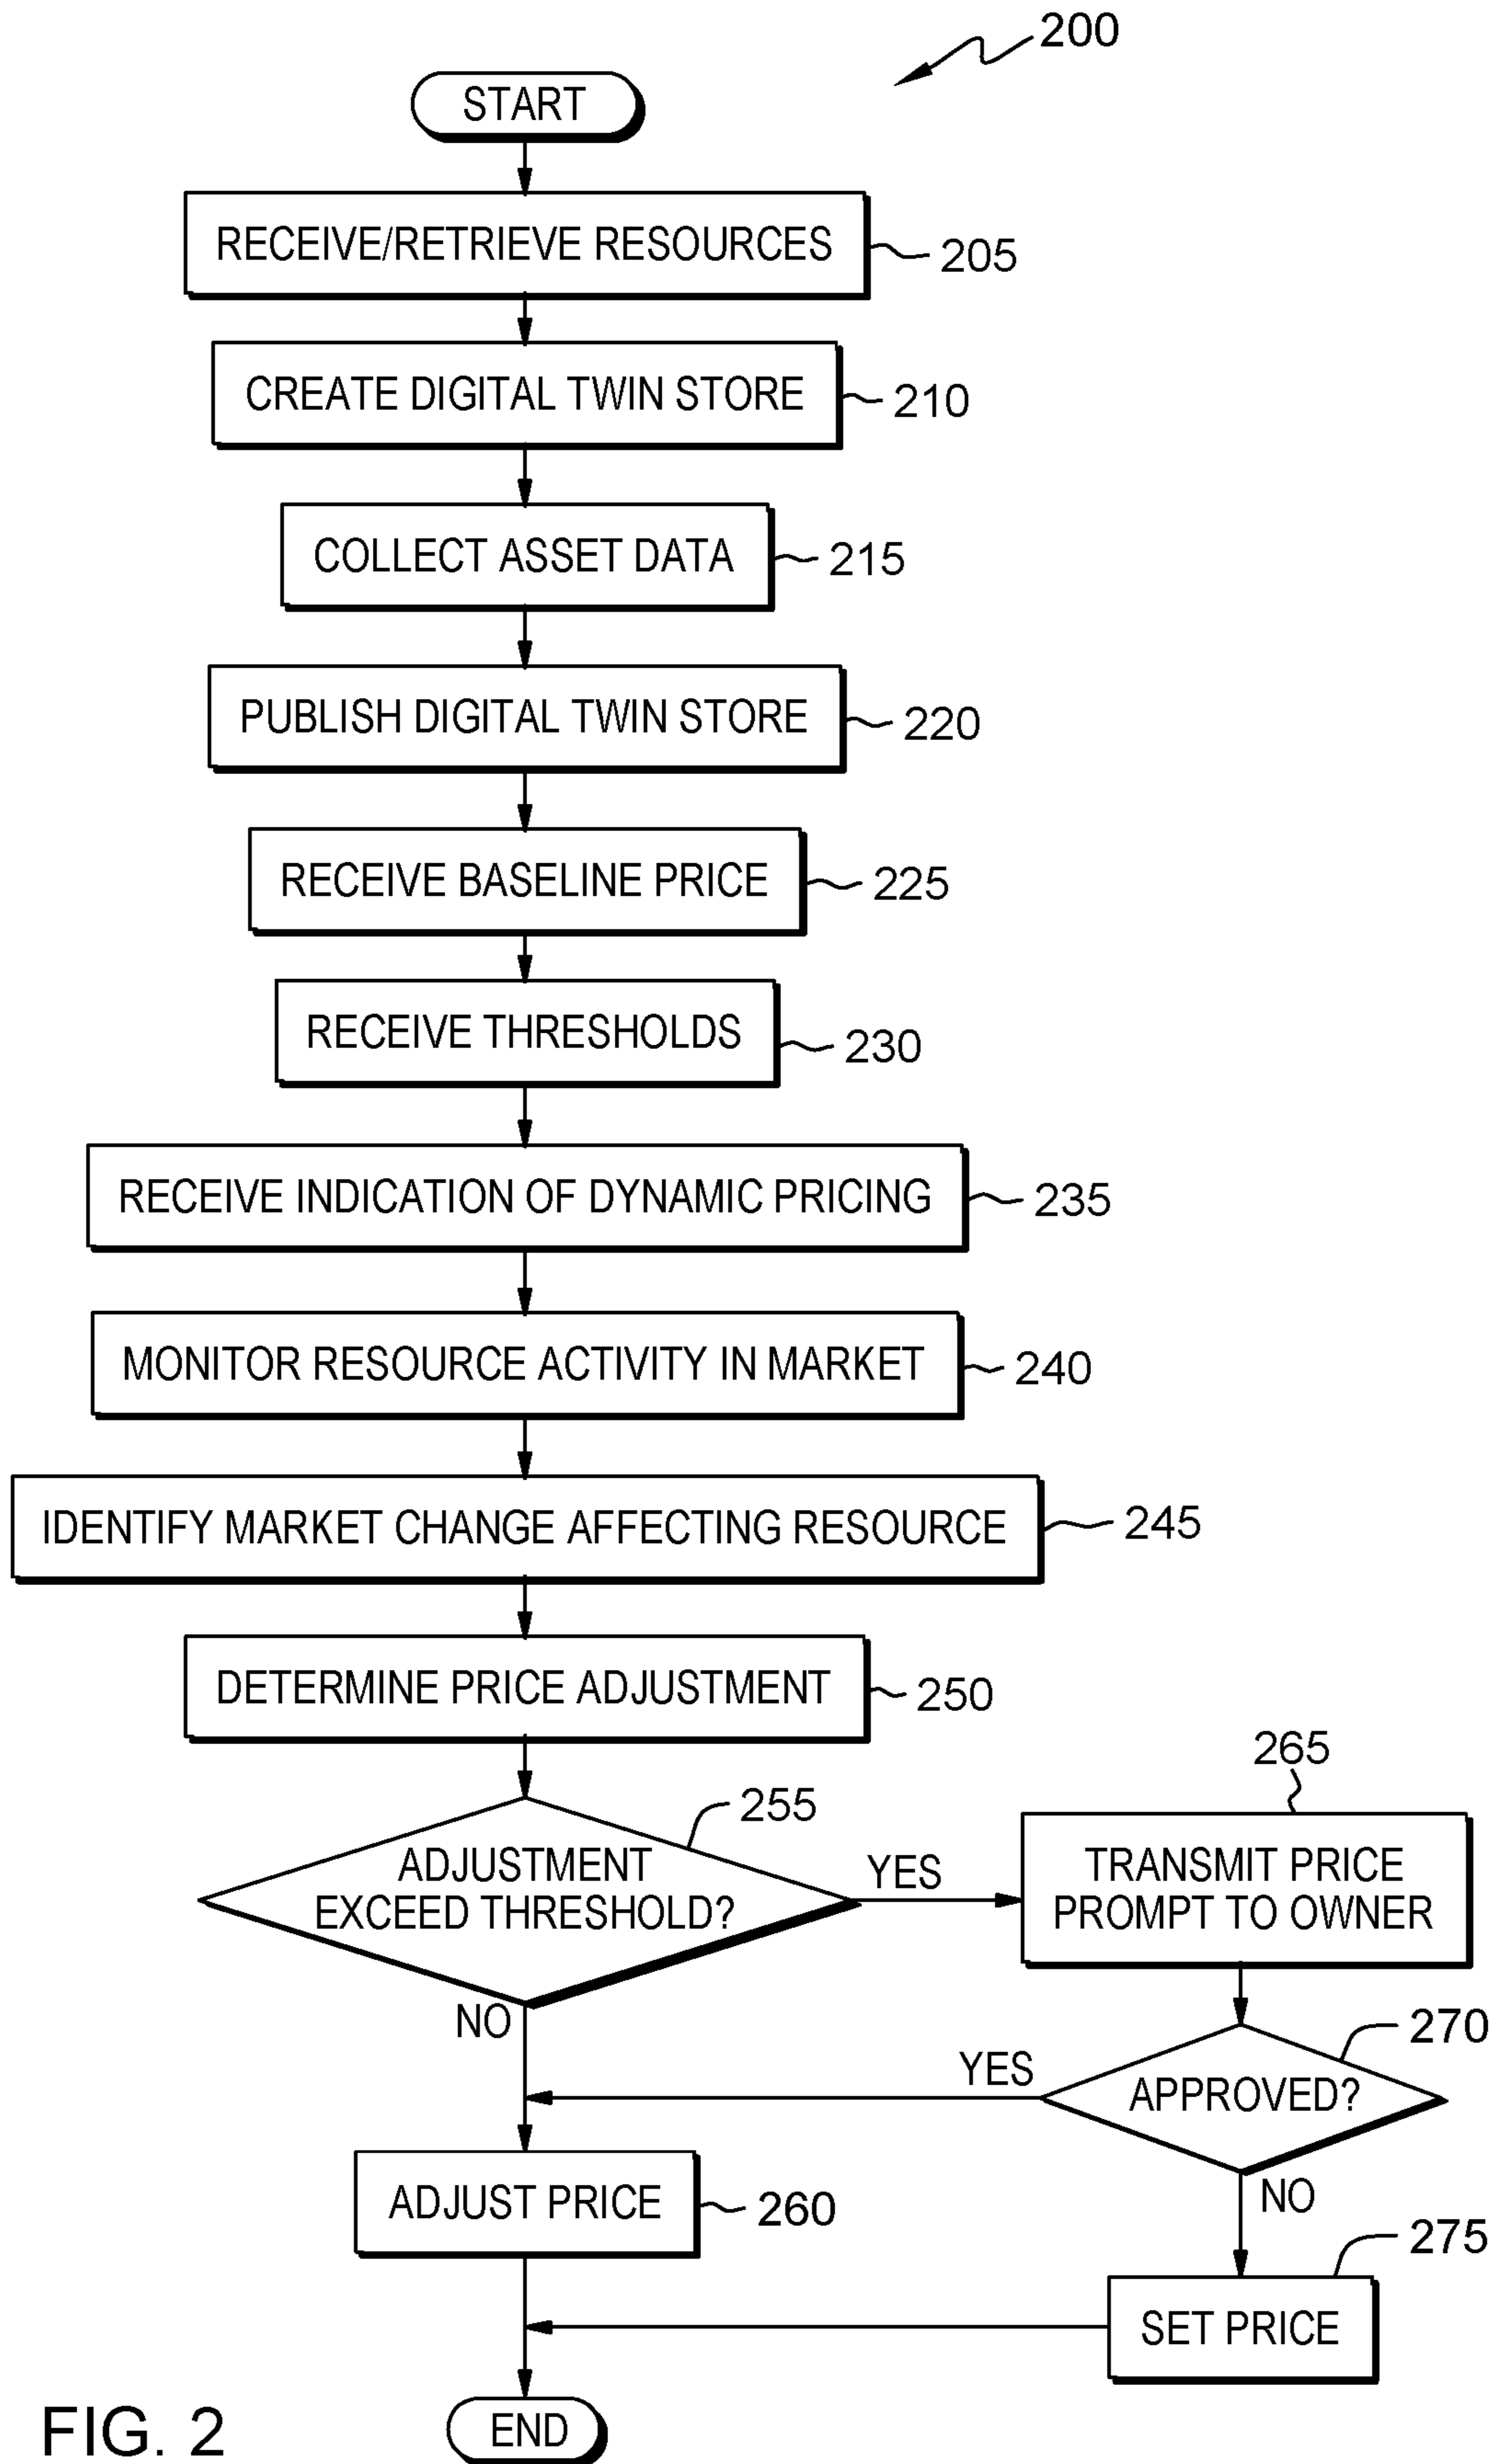 200
START
RECEIVE/RETRIEVE RESOURCES
205
CREATE DIGITAL TWIN STORE
210
COLLECT ASSET DATA
215
PUBLISH DIGITAL TWIN STORE
220
RECEIVE BASELINE PRICE
225
RECEIVE THRESHOLDS
230
RECEIVE INDICATION OF DYNAMIC PRICING
235
MONITOR RESOURCE ACTIVITY IN MARKET
240
IDENTIFY MARKET CHANGE AFFECTING RESOURCE
245
DETERMINE PRICE ADJUSTMENT
250
255
ADJUSTMENT
EXCEED THRESHOLD?
YES
NO
265
TRANSMIT PRICE
PROMPT TO OWNER
270
APPROVED?
YES
NO
ADJUST PRICE
260
275
SET PRICE
END
FIG. 2